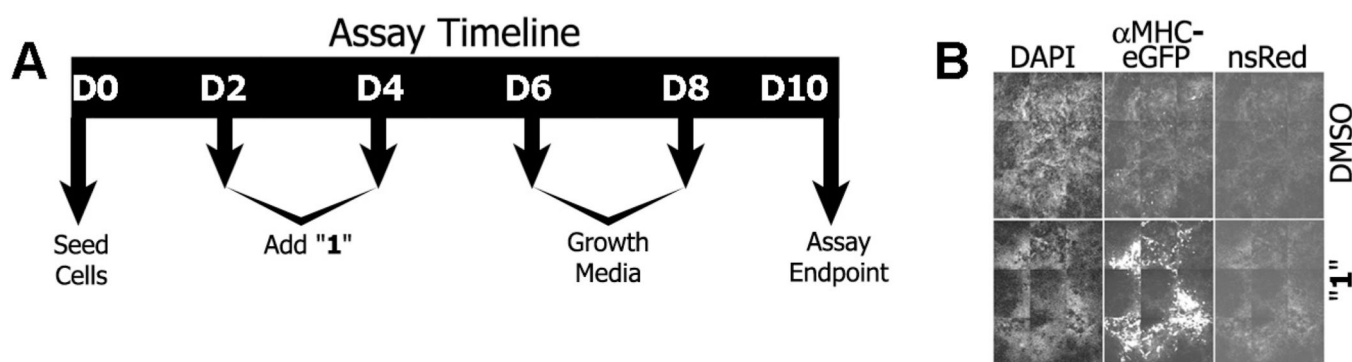 A
Assay Timeline
D0 D2 D4 D6 D8 D10
Seed
Cells
Add "1"
Growth
Media
Assay
Endpoint
B
DAPI
αMHC-
eGFP
nsRed
DMSO
"1"